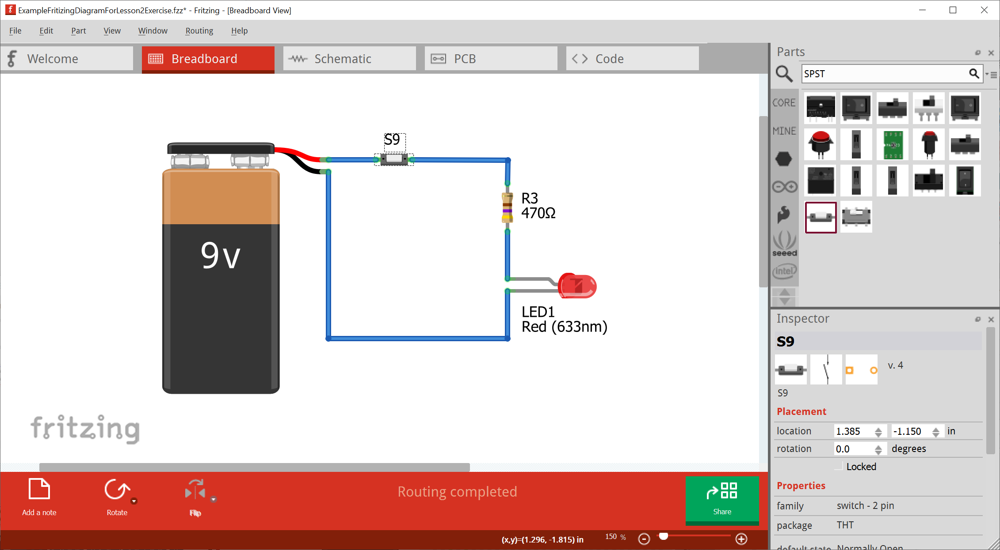 ExampleFritizingDiagramForLesson2Exercise.fzz* - Fritzing - [Breadboard View]
File Edit Part View Window Routing Help
Welcome Breadboard Schematic PCB Code
Parts
SPST
CORE
MINE
seeed
intel
S9
R3
470Ω
9v
LED1
Red (633nm)
fritzing
Inspector
S9
v. 4
S9
Placement
location 1.385 -1.150 in
rotation 0.0 degrees
Locked
Properties
family switch - 2 pin
package THT
default state Normally Open
Add a note Rotate Flip Routing completed Share
(x,y)=(1.296, -1.815) in 150 %